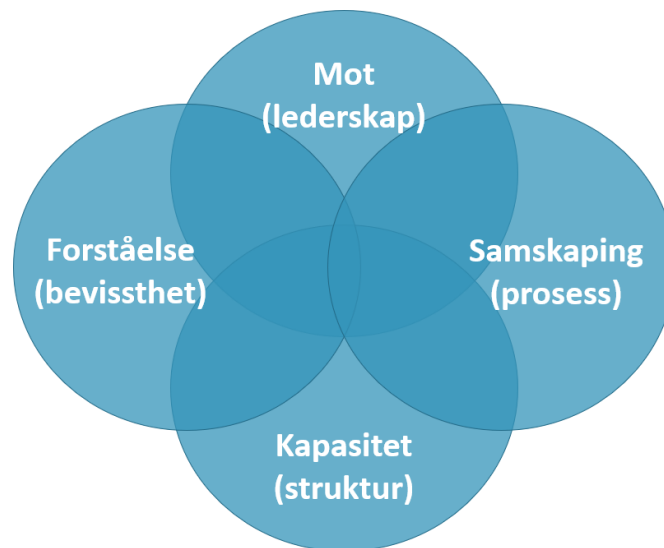 Mot
(lederskap)
Forståelse
(bevissthet)
Samskaping
(prosess)
Kapasitet
(struktur)